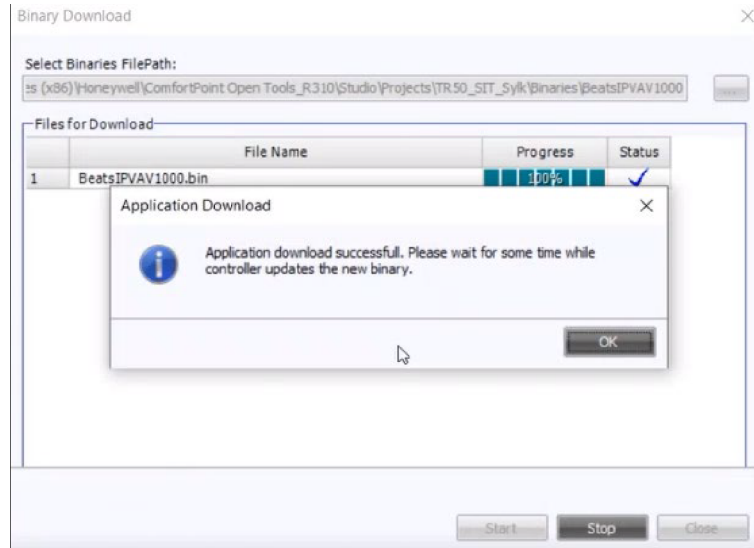 Binary Download
Select Binaries FilePath:
es (x86)\Honeywell\ComfortPoint Open Tools_R310\Studio\Projects\TR50_SIT_Sylk\Binaries\BeatsIPVAV1000
...
Files for Download
File Name Progress Status
1 BeatsIPVAV1000.bin 100%
Application Download
Application download successfull. Please wait for some time while
controller updates the new binary.
OK
Start Stop Close